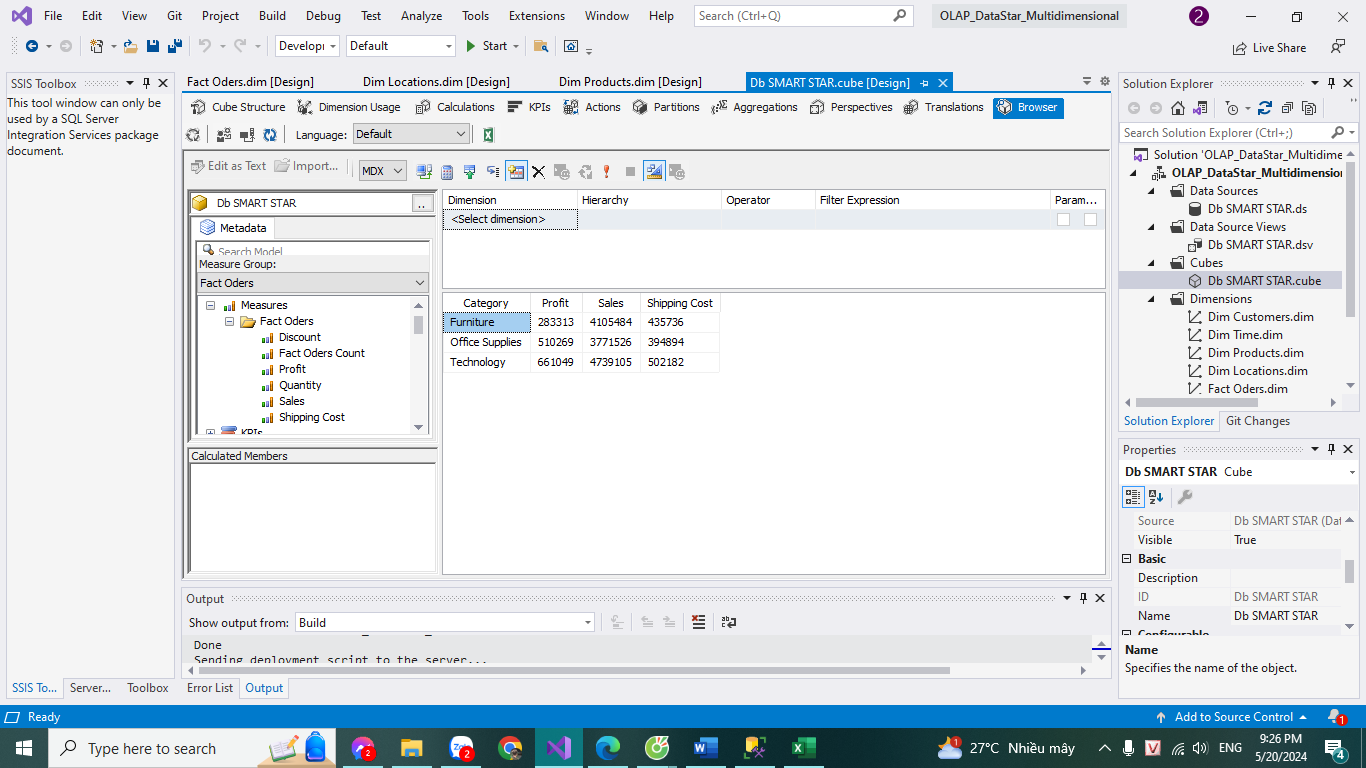 File Edit View Git Project Build Debug Test Analyze Tools Extensions Window Help Search (Ctrl+Q) OLAP_DataStar_Multidimensional 2
Develop Default Start Live Share
SSIS Toolbox
This tool window can only be
used by a SQL Server
Integration Services package
document.
Fact Oders.dim [Design] Dim Locations.dim [Design] Dim Products.dim [Design] Db SMART STAR.cube [Design]
Cube Structure Dimension Usage Calculations KPIs Actions Partitions Aggregations Perspectives Translations Browser
Language: Default
Edit as Text Import... MDX
Db SMART STAR ..
Metadata
Search Model
Measure Group:
Fact Oders
Measures
Fact Oders
Discount
Fact Oders Count
Profit
Quantity
Sales
Shipping Cost
KPIs
Calculated Members
Dimension Hierarchy Operator Filter Expression Param...
<Select dimension>
Category Profit Sales Shipping Cost
Furniture 283313 4105484 435736
Office Supplies 510269 3771526 394894
Technology 661049 4739105 502182
Output
Show output from: Build
Done
Sending deployment script to the server...
SSIS To... Server... Toolbox Error List Output
Solution Explorer
Search Solution Explorer (Ctrl+;)
Solution 'OLAP_DataStar_Multidime
OLAP_DataStar_Multidimension
Data Sources
Db SMART STAR.ds
Data Source Views
Db SMART STAR.dsv
Cubes
Db SMART STAR.cube
Dimensions
Dim Customers.dim
Dim Time.dim
Dim Products.dim
Dim Locations.dim
Fact Oders.dim
Solution Explorer Git Changes
Properties
Db SMART STAR Cube
Source Db SMART STAR (Dat
Visible True
Basic
Description
ID Db SMART STAR
Name Db SMART STAR
Configurable
Name
Specifies the name of the object.
Ready Add to Source Control 1
Type here to search 2 2 1 27°C Nhiều mây V ENG 9:26 PM
5/20/2024 4